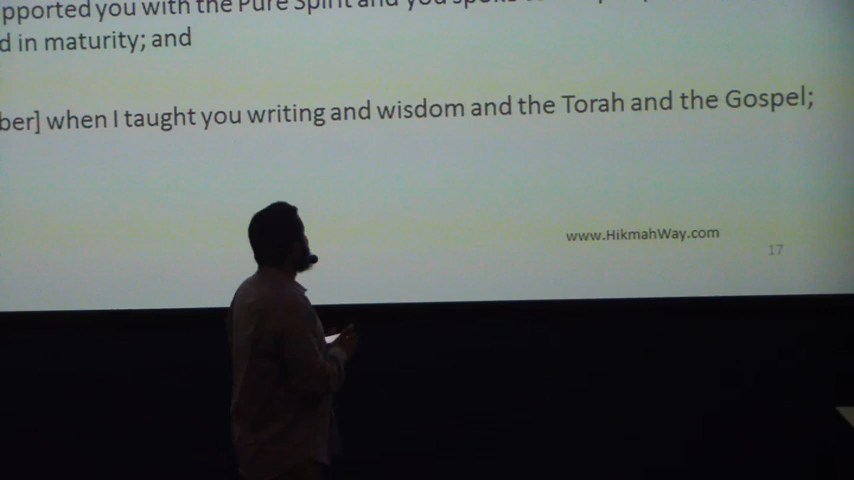 pported you with the Pure Spirit and you
d in maturity; and
ber] when I taught you writing and wisdom and the Torah and the Gospel;
www.HikmahWay.com
17